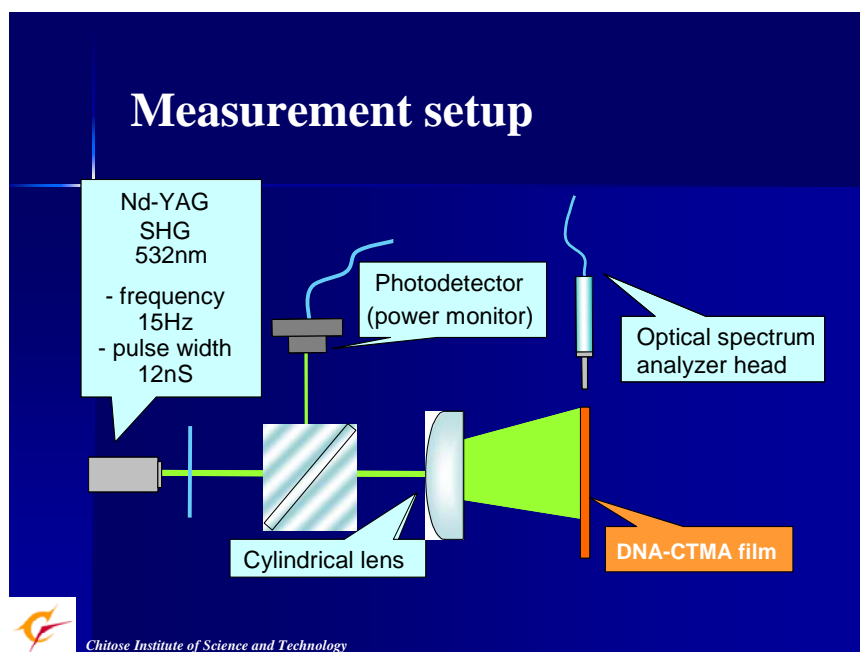 Measurement setup
Nd-YAG
SHG
532nm
- frequency
15Hz
- pulse width
12nS
Photodetector
(power monitor)
Optical spectrum
analyzer head
Cylindrical lens
DNA-CTMA film
Chitose Institute of Science and Technology